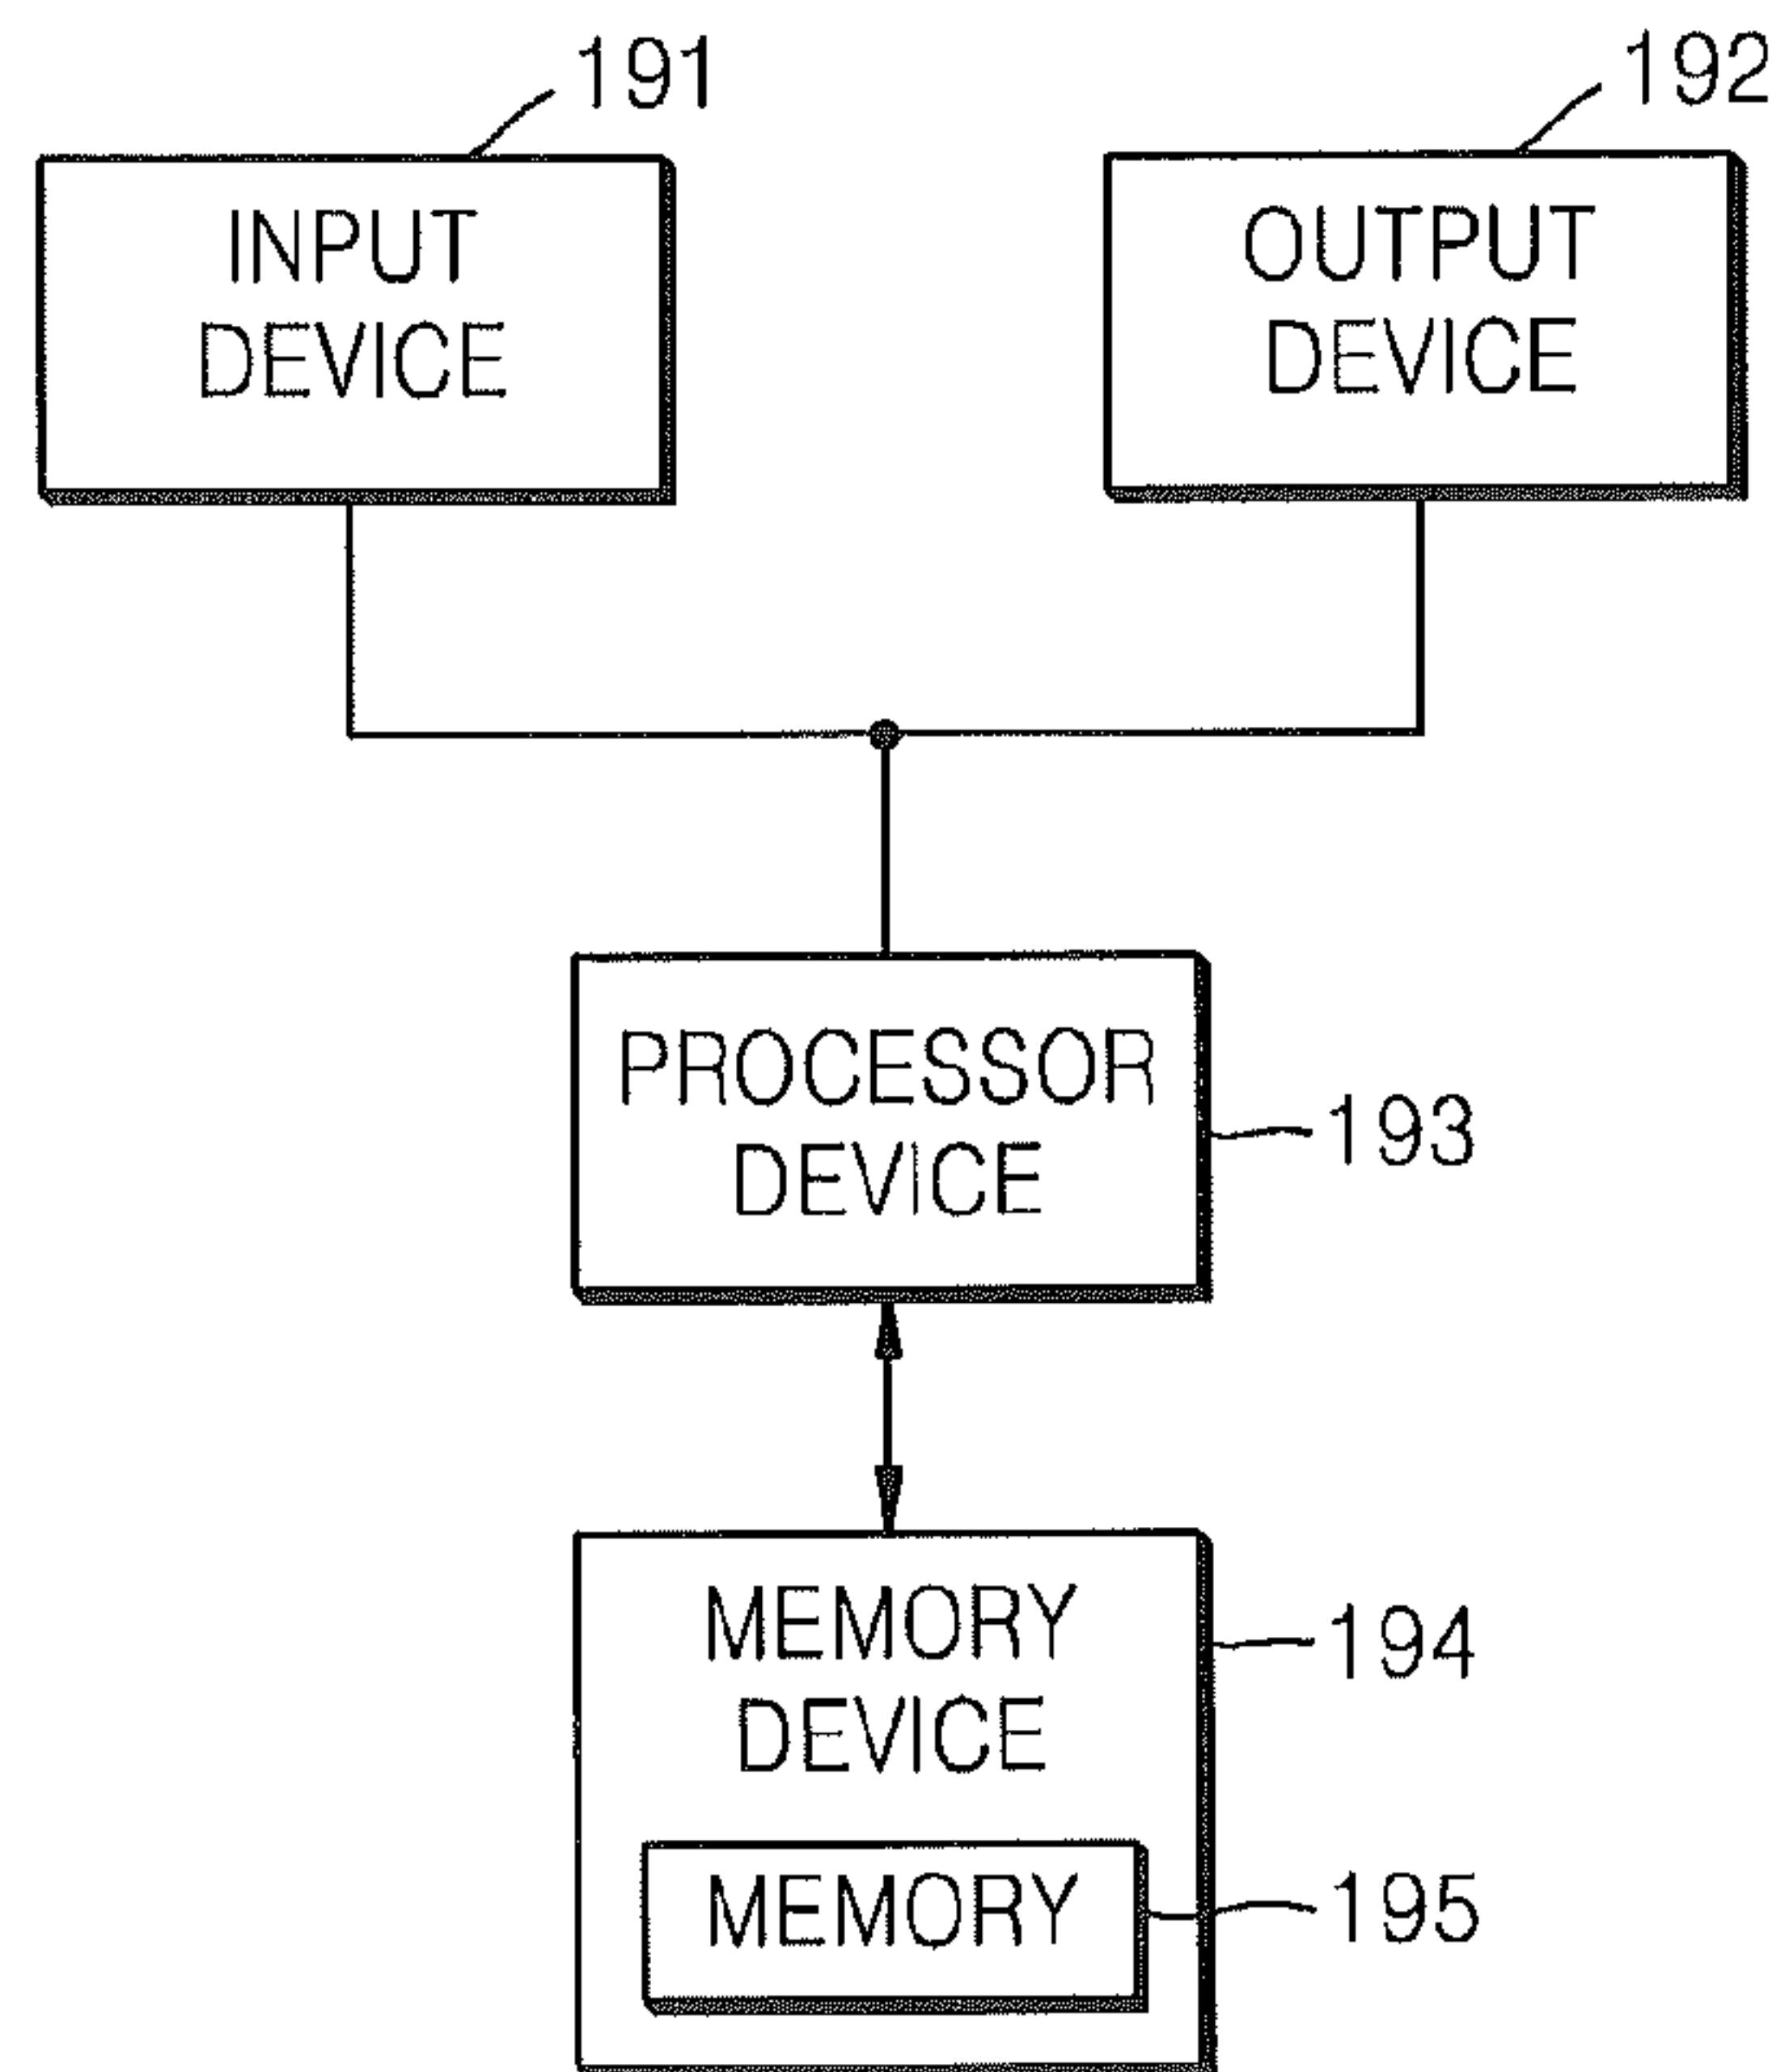 191
192
INPUT
DEVICE
OUTPUT
DEVICE
PROCESSOR
DEVICE
193
MEMORY
DEVICE
194
MEMORY
195